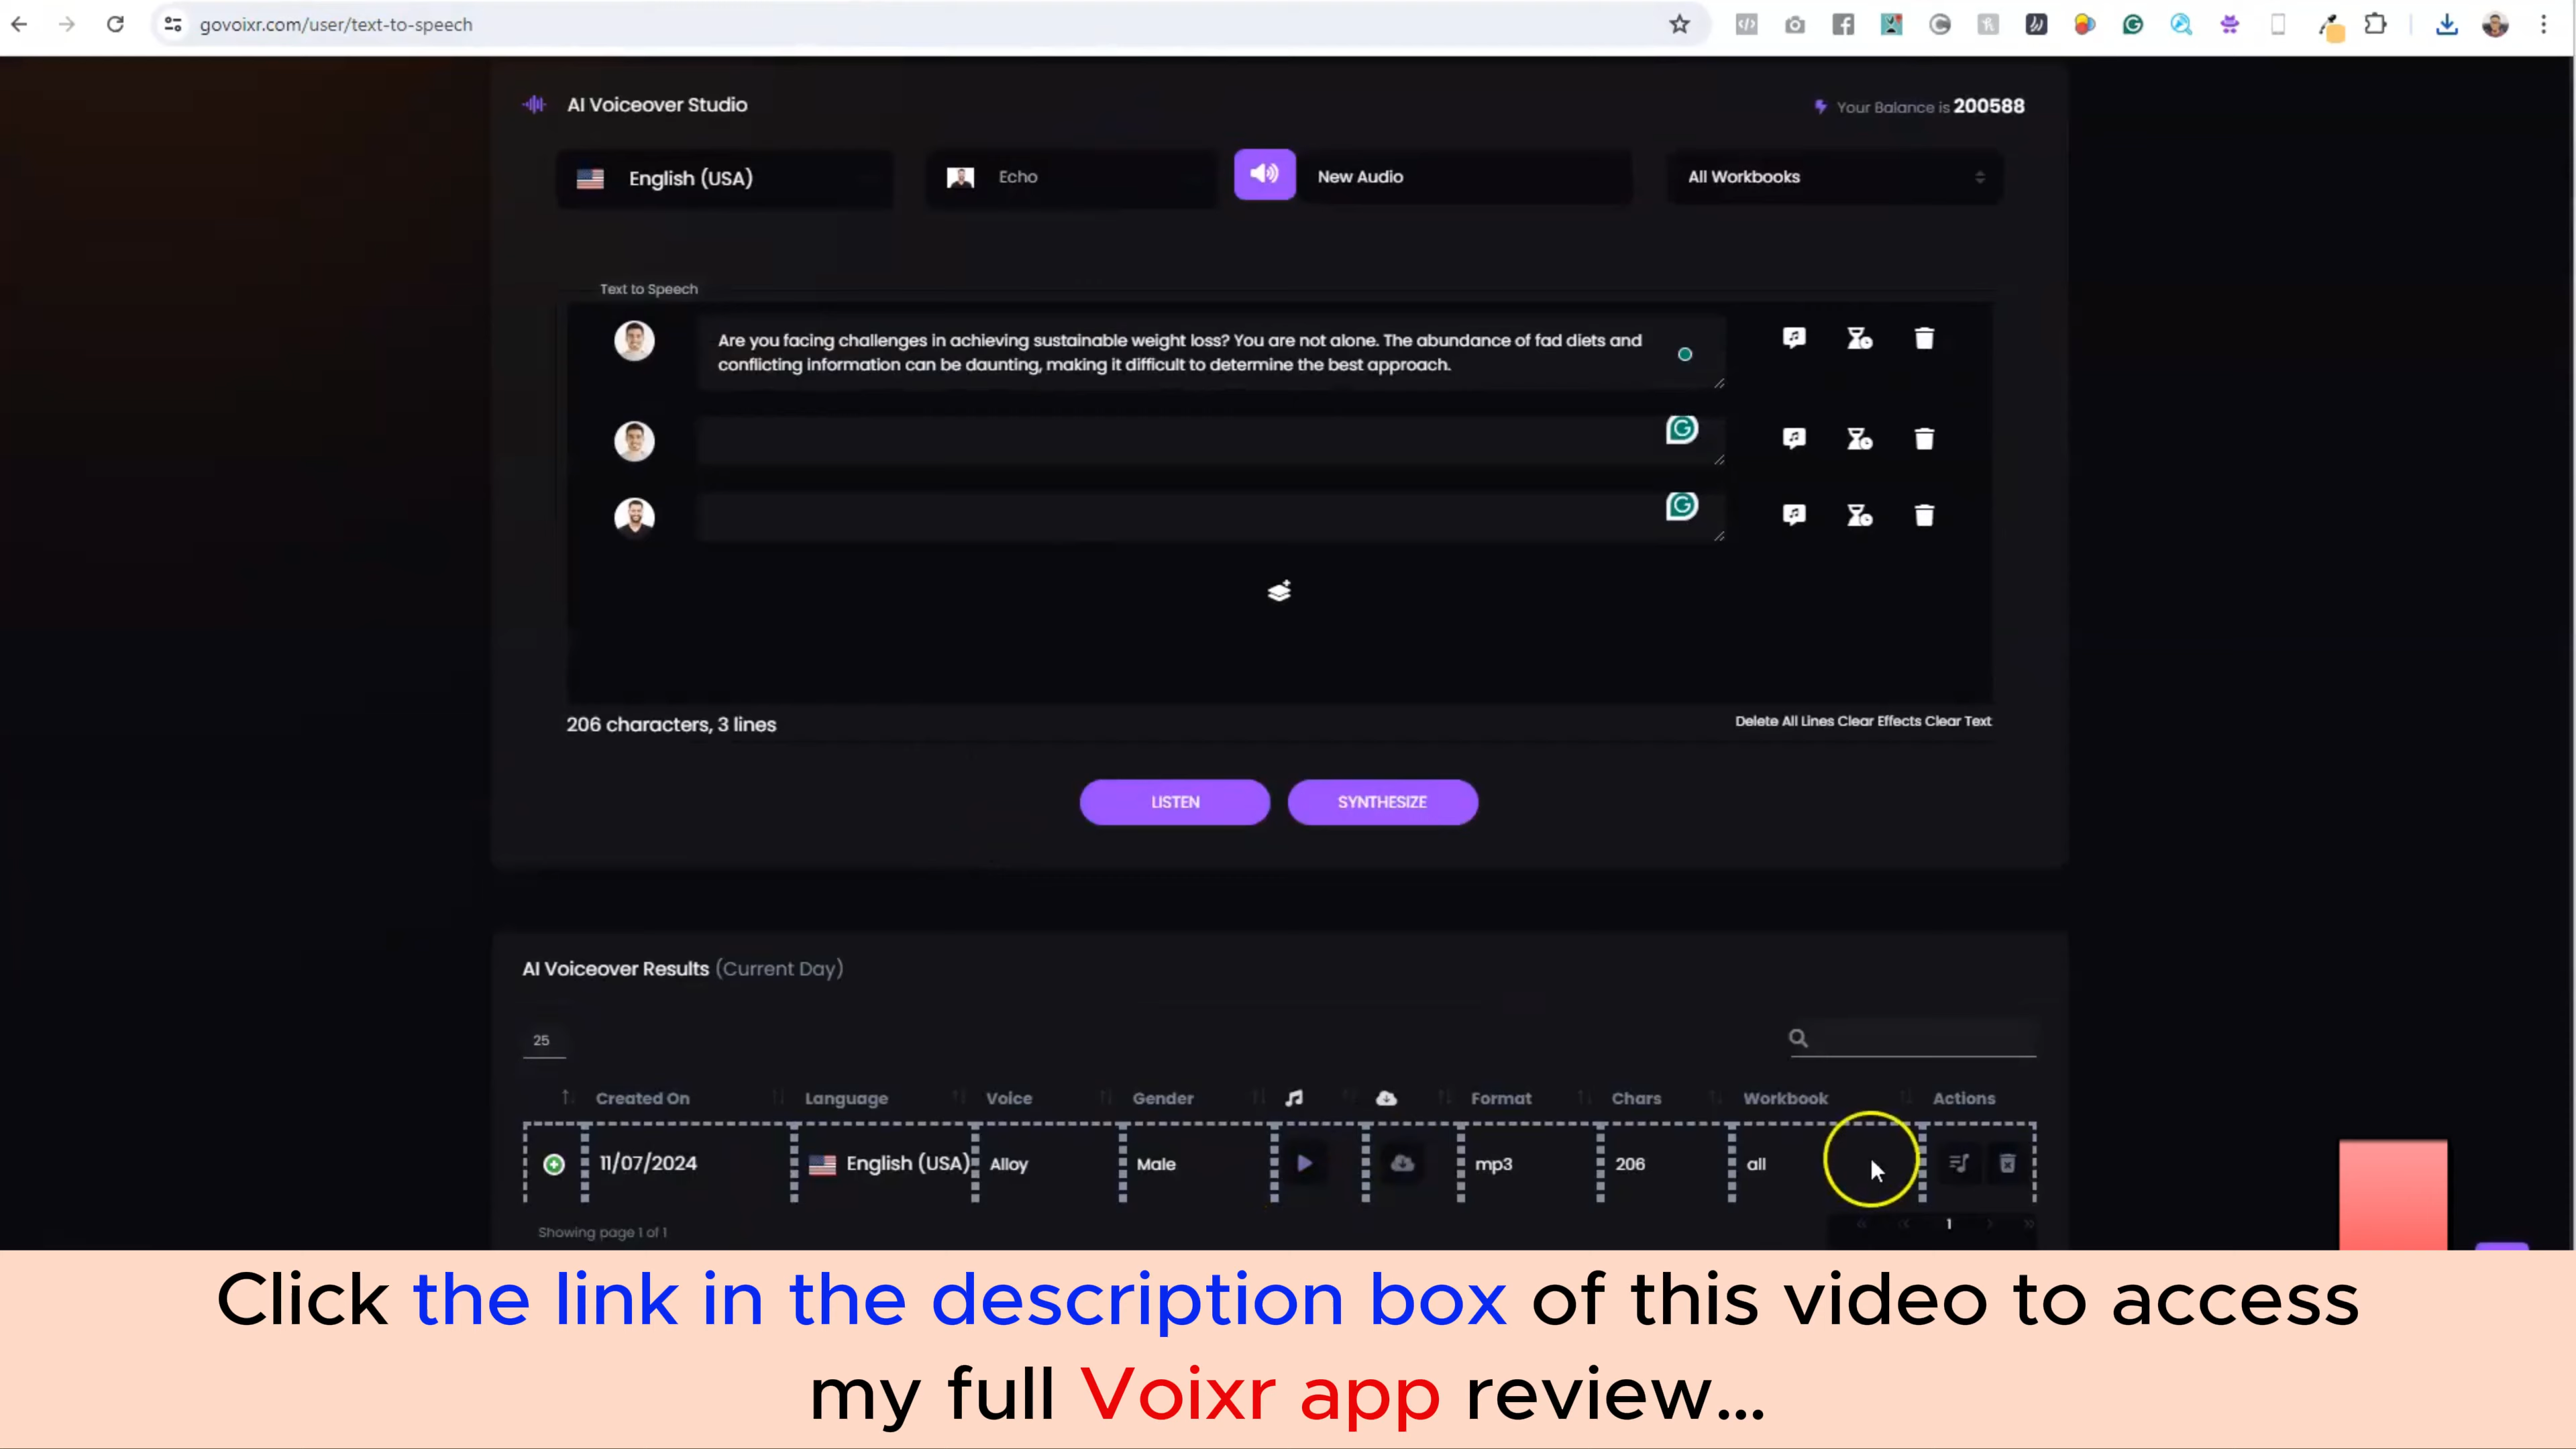 govoixr.com/user/text-to-speech
AI Voiceover Studio
Your Balance is 200588
English (USA)
Echo
New Audio
All Workbooks
Text to Speech
Are you facing challenges in achieving sustainable weight loss? You are not alone. The abundance of fad diets and
conflicting information can be daunting, making it difficult to determine the best approach.
206 characters, 3 lines
Delete All Lines Clear Effects Clear Text
LISTEN
SYNTHESIZE
AI Voiceover Results (Current Day)
25
Created On Language Voice Gender Format Chars Workbook Actions
11/07/2024 English (USA) Alloy Male mp3 206 all
Showing page 1 of 1
« < 1 > »
Click the link in the description box of this video to access
my full Voixr app review...